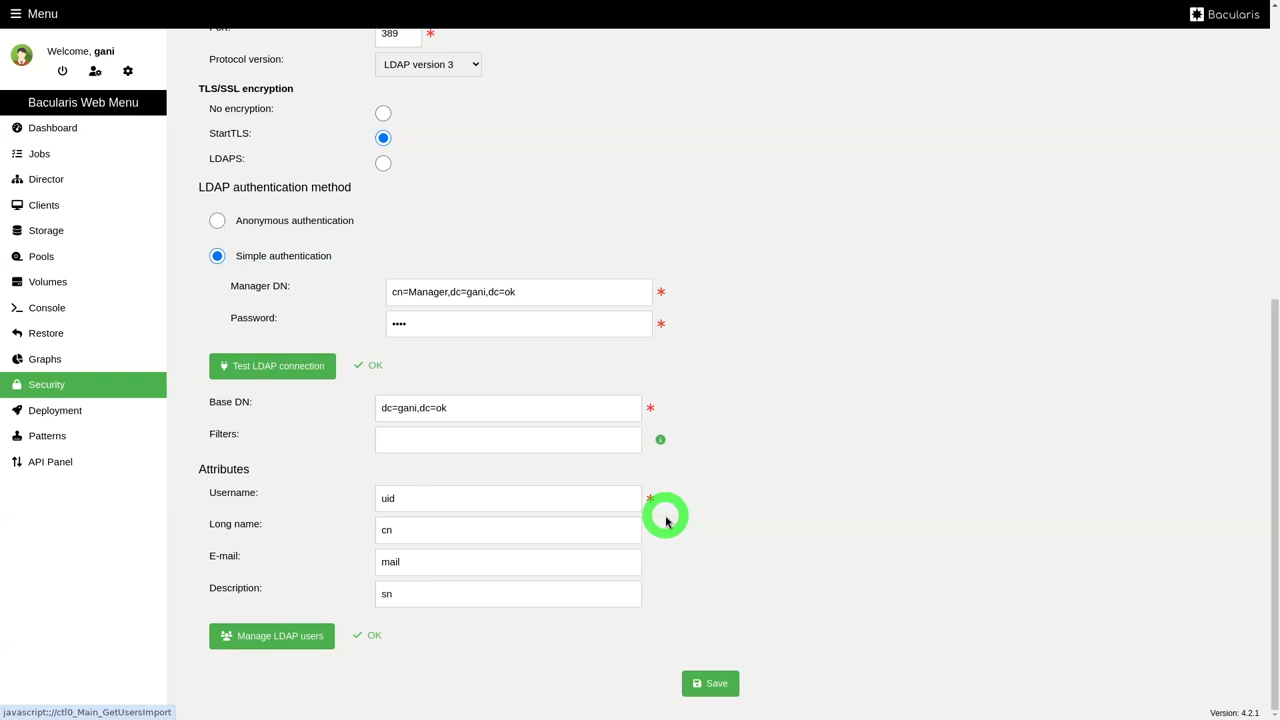 Menu
Bacularis
Welcome, gani
Bacularis Web Menu
Dashboard
Jobs
Director
Clients
Storage
Pools
Volumes
Console
Restore
Graphs
Security
Deployment
Patterns
API Panel
389 *
Protocol version: LDAP version 3
TLS/SSL encryption
No encryption:
StartTLS:
LDAPS:
LDAP authentication method
Anonymous authentication
Simple authentication
Manager DN: cn=Manager,dc=gani,dc=ok *
Password: •••• *
Test LDAP connection OK
Base DN: dc=gani,dc=ok *
Filters:
Attributes
Username: uid *
Long name: cn
E-mail: mail
Description: sn
Manage LDAP users OK
Save
javascript:;//ctl0_Main_GetUsersImport
Version: 4.2.1